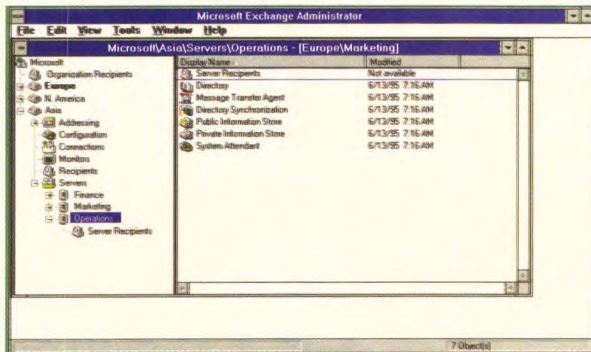 Microsoft Exchange Administrator
File Edit View Tools Window Help
Microsoft\Asia\Servers\Operations - [Europe\Marketing]
Microsoft
Organization Recipients
Europe
N. America
Asia
Addressing
Configuration
Connections
Monitors
Recipients
Servers
Finance
Marketing
Operations
Server Recipients
Display Name Modified
Server Recipients Not available
Directory 6/13/95 7:16 AM
Message Transfer Agent 6/13/95 7:16 AM
Directory Synchronization 6/13/95 7:16 AM
Public Information Store 6/13/95 7:16 AM
Private Information Store 6/13/95 7:16 AM
System Attendant 6/13/95 7:16 AM
7 Object(s)